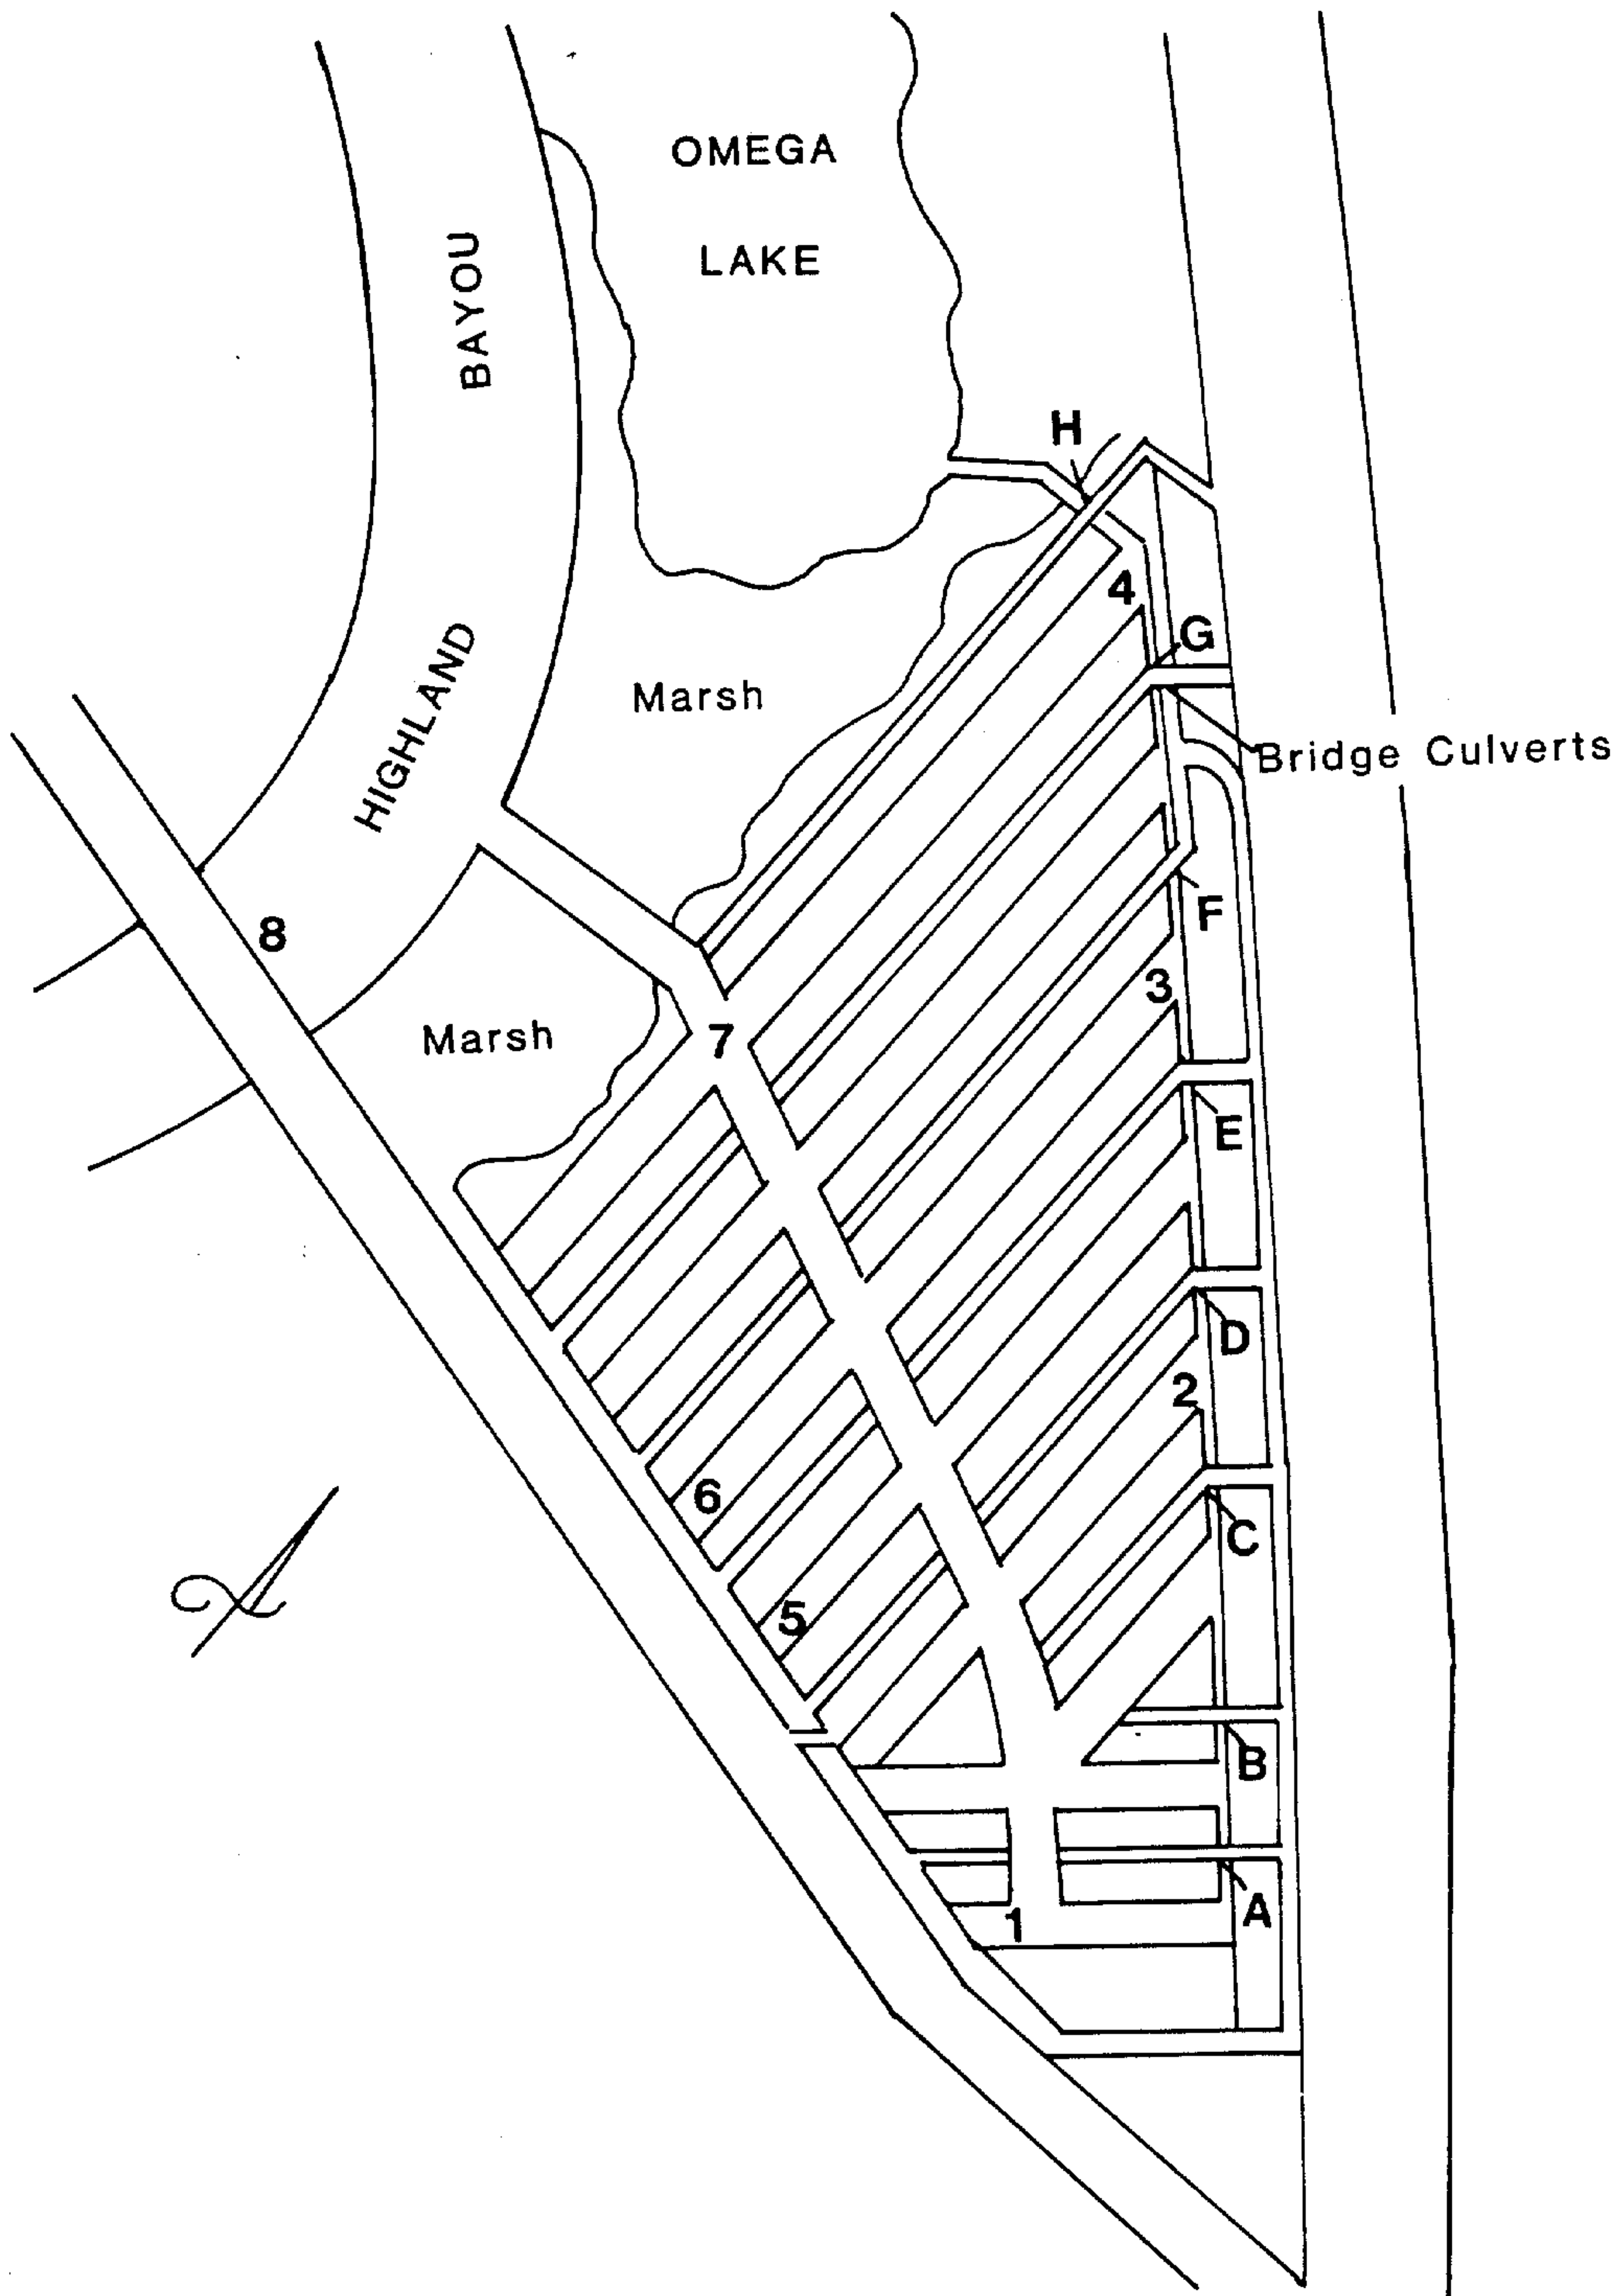 OMEGA
LAKE
BAYOU
H
4
G
Marsh
HIGHLAND
Bridge Culverts
F
8
3
Marsh
7
E
D
2
6
C
5
B
A
1